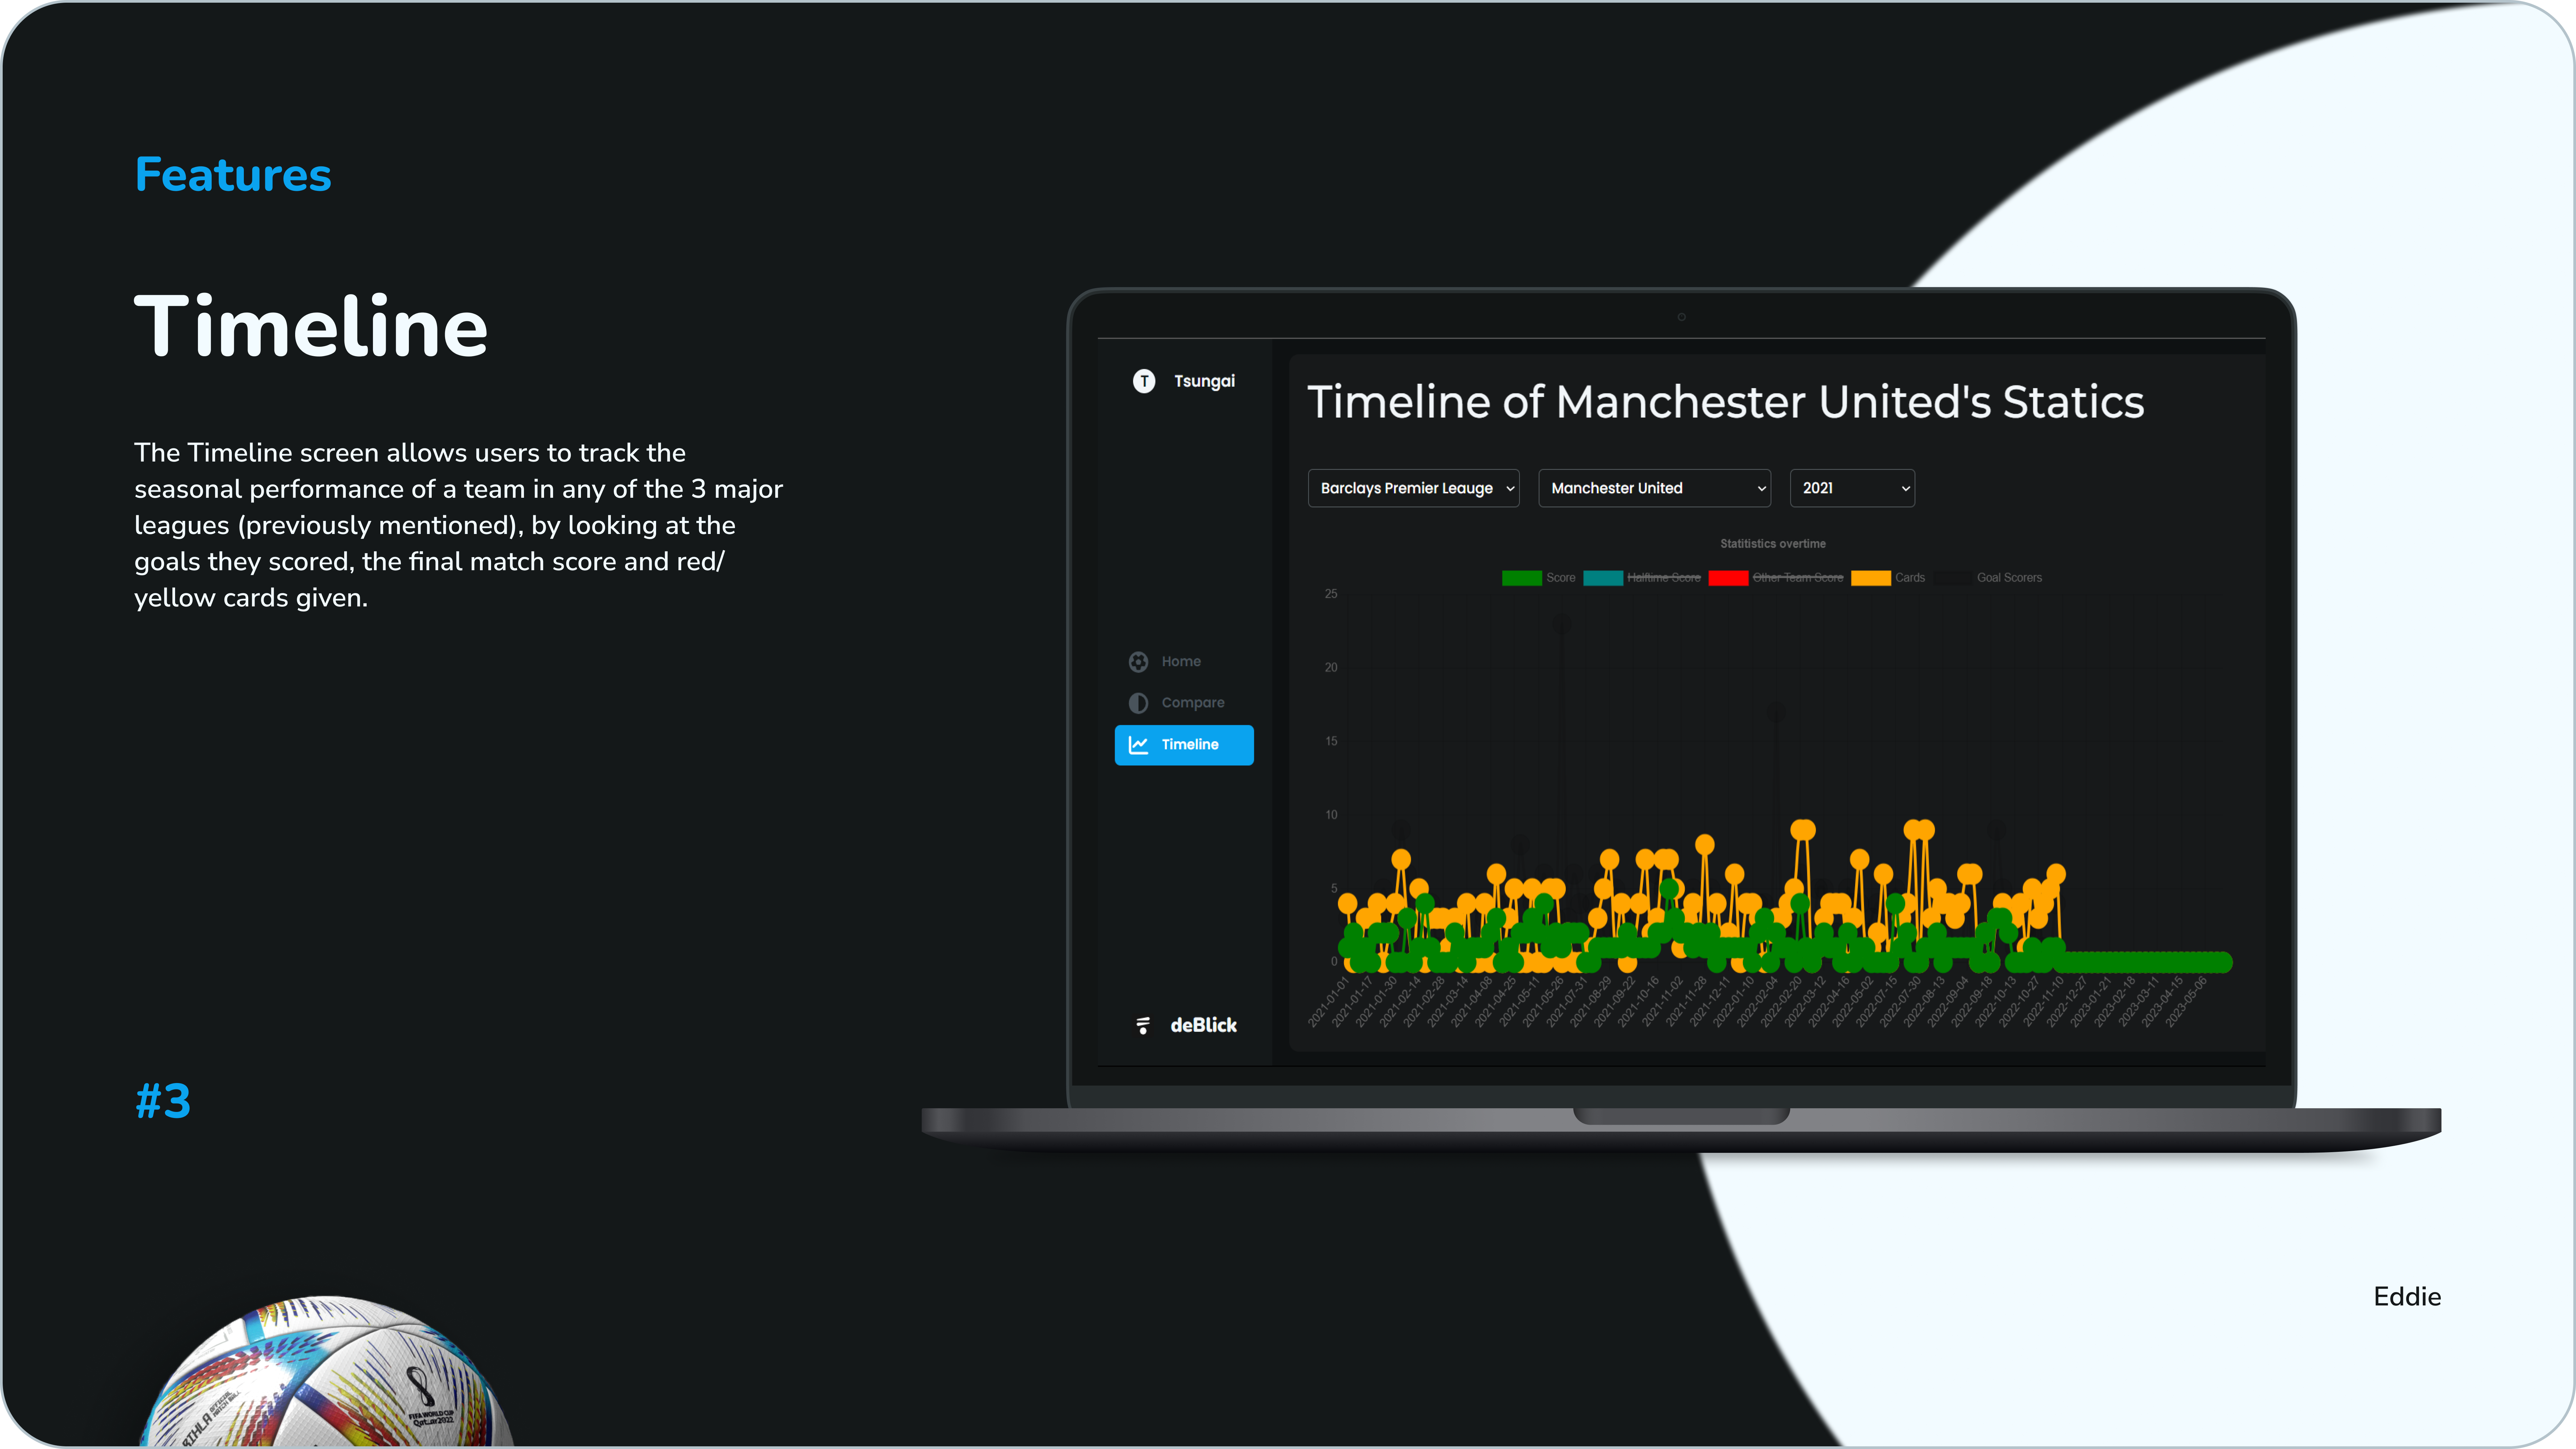 Features
Timeline
The Timeline screen allows users to track the
seasonal performance of a team in any of the 3 major
leagues (previously mentioned), by looking at the
goals they scored, the final match score and red/
yellow cards given.
#3
T Tsungai
Home
Compare
Timeline
deBlick
Timeline of Manchester United's Statics
Barclays Premier Leauge Manchester United 2021
Statitistics overtime
Score Halftime Score Other Team Score Cards Goal Scorers
25
20
15
10
5
0
2021-01-01 2021-01-17 2021-01-30 2021-02-14 2021-02-28 2021-03-14 2021-04-08 2021-04-25 2021-05-11 2021-05-26 2021-07-31 2021-08-29 2021-09-22 2021-10-16 2021-11-02 2021-11-28 2021-12-11 2022-01-10 2022-02-04 2022-02-20 2022-03-12 2022-04-16 2022-05-02 2022-07-15 2022-07-30 2022-08-13 2022-09-04 2022-09-18 2022-10-13 2022-10-27 2022-11-10 2022-12-27 2023-01-21 2023-02-18 2023-03-11 2023-04-15 2023-05-06
Eddie
FIFA WORLD CUP
Qatar2022